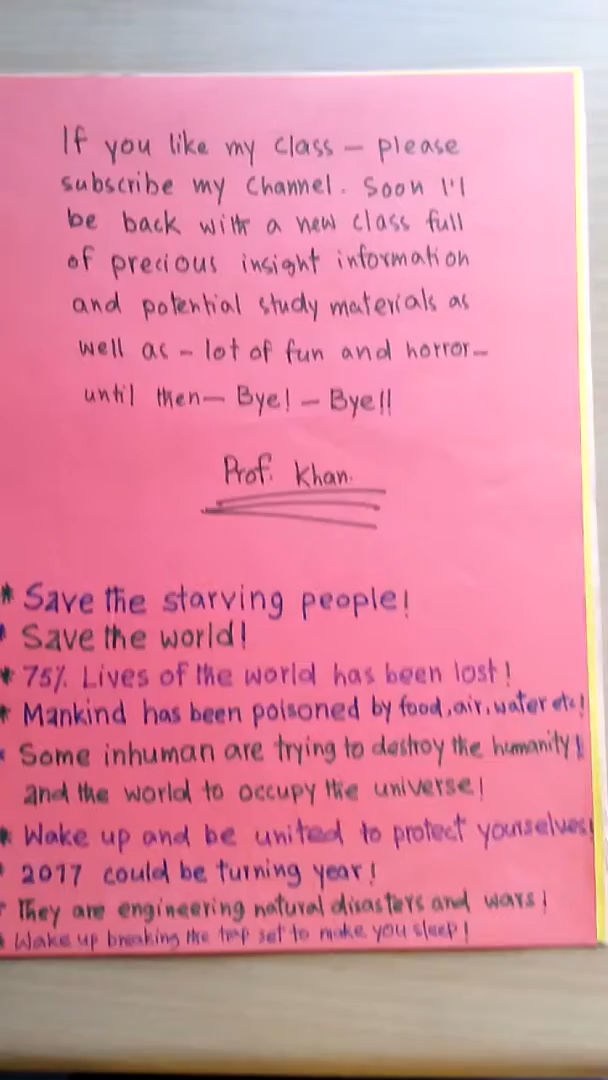 If you like my class – please
subscribe my channel. Soon I'l
be back with a new class full
of precious insight information
and potential study materials as
well as – lot of fun and horror –
until then – Bye! – Bye!!
Prof. Khan.
* Save the starving people!
* Save the world!
* 75% Lives of the world has been lost!
* Mankind has been poisoned by food, air, water etc!
* Some inhuman are trying to destroy the humanity!
and the world to occupy the universe!
* Wake up and be united to protect yourselves!
* 2017 could be turning year!
* They are engineering natural disasters and wars!
* Wake up breaking the trap set to make you sleep!